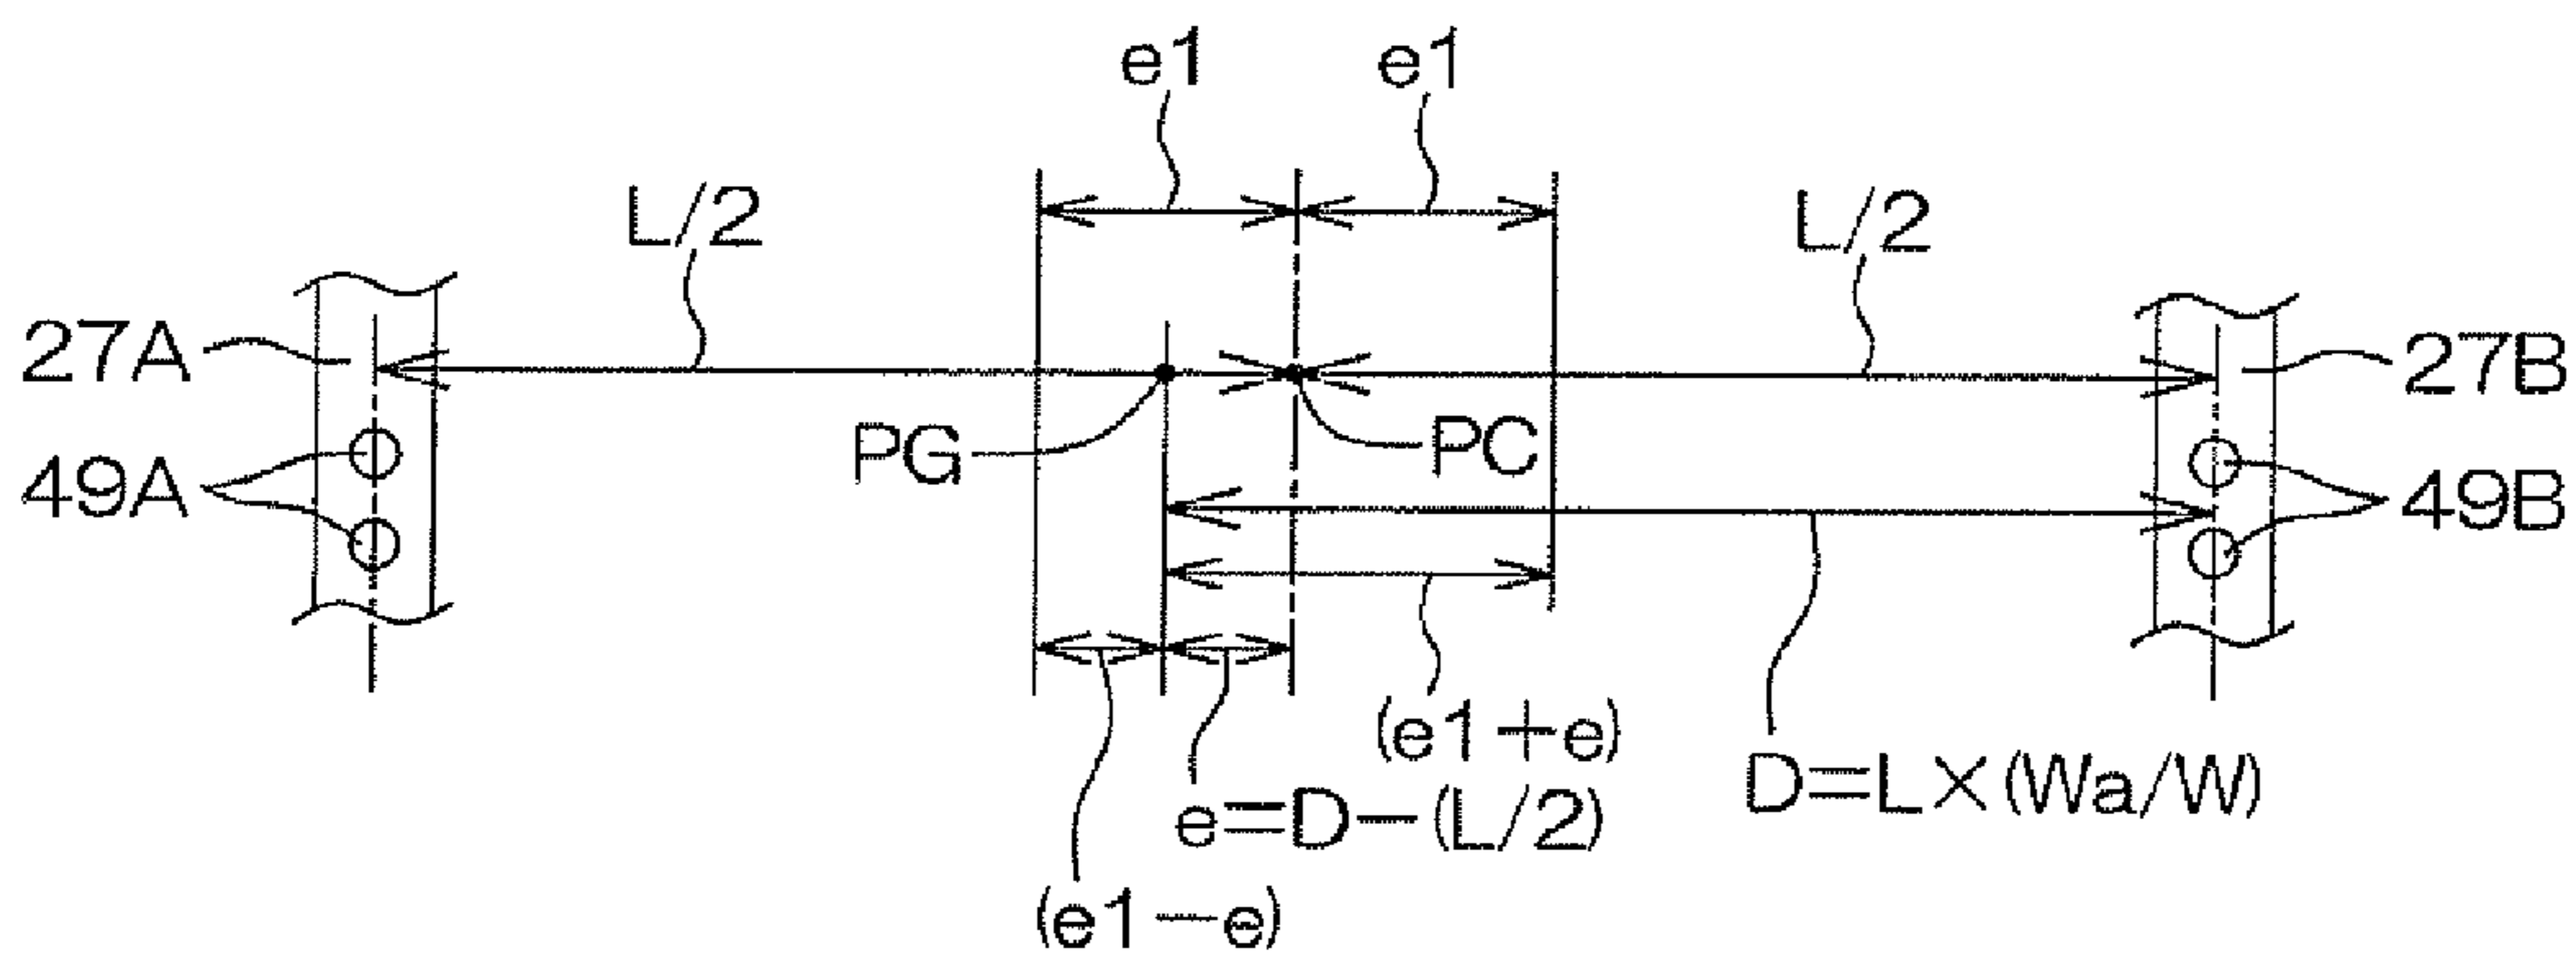 e1
e1
L/2
L/2
27A
27B
PG
PC
49A
49B
(e1+e)
D=L×(Wa/W)
e=D-(L/2)
(e1-e)